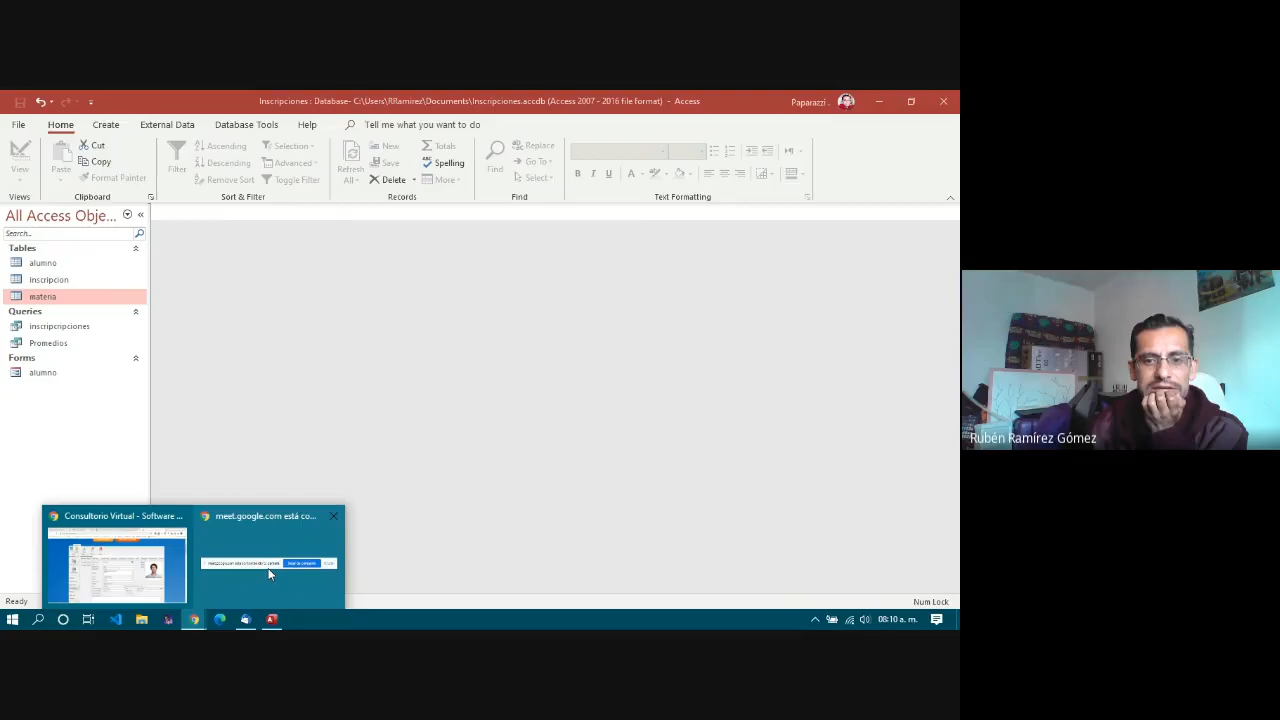 Inscripciones : Database- C:\Users\RRamirez\Documents\Inscripciones.accdb (Access 2007 - 2016 file format) - Access
Paparazzi .
File Home Create External Data Database Tools Help Tell me what you want to do
View
Views
Paste
Cut
Copy
Format Painter
Clipboard
Filter
Ascending
Descending
Remove Sort
Selection
Advanced
Toggle Filter
Sort & Filter
Refresh
All
New
Save
Delete
Totals
Spelling
More
Records
Find
Replace
Go To
Select
Find
B I U A
Text Formatting
All Access Obje...
Search...
Tables
alumno
inscripcion
materia
Queries
inscripcripciones
Promedios
Forms
alumno
Consultorio Virtual - Software ...
meet.google.com está co...
Ready
Num Lock
08:10 a. m.
Rubén Ramírez Gómez